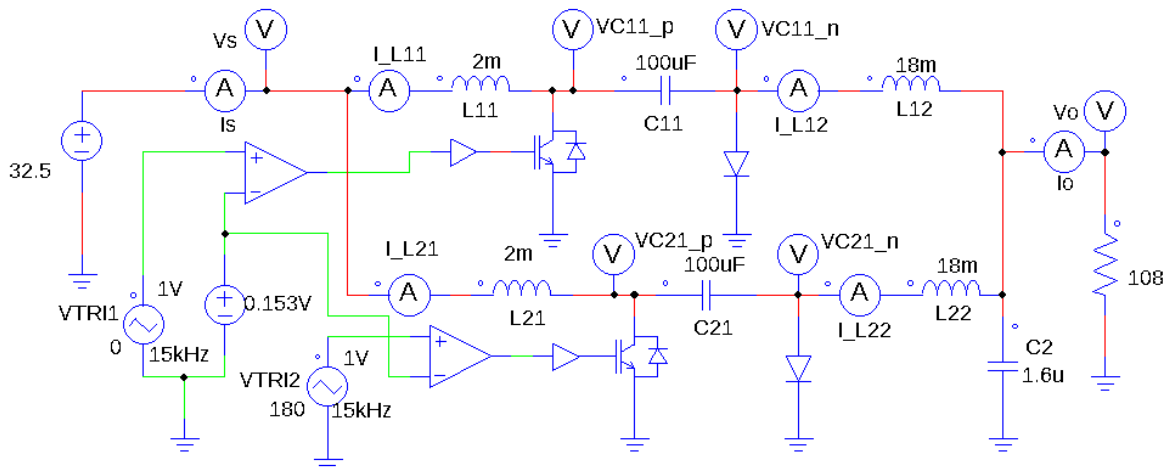 Vs
V
VC11_p
V
VC11_n
V
I_L11
2m
100uF
18m
A
Is
A
L11
C11
A
I_L12
L12
Vo
V
A
Io
32.5
+
−
+
−
I_L21
VC21_p
V
VC21_n
V
2m
100uF
18m
A
L21
C21
A
I_L22
L22
108
1V
VTRI1
0
15kHz
+
−
0.153V
1V
VTRI2
180
15kHz
+
−
C2
1.6u